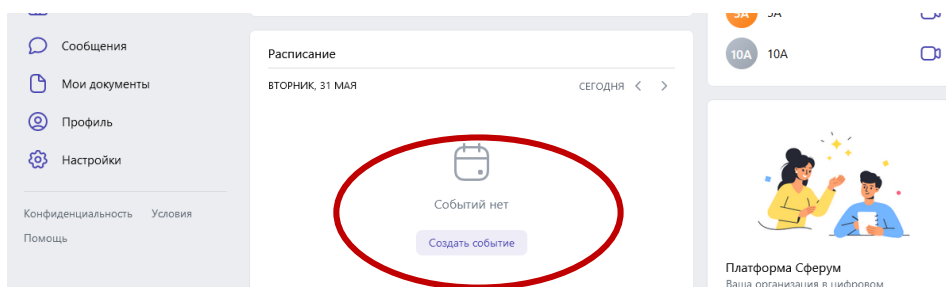 Сообщения
Мои документы
Профиль
Настройки
Конфиденциальность Условия
Помощь
Расписание
ВТОРНИК, 31 МАЯ
СЕГОДНЯ
Событий нет
Создать событие
10А 10А
Платформа Сферум
Ваша организация в цифровом